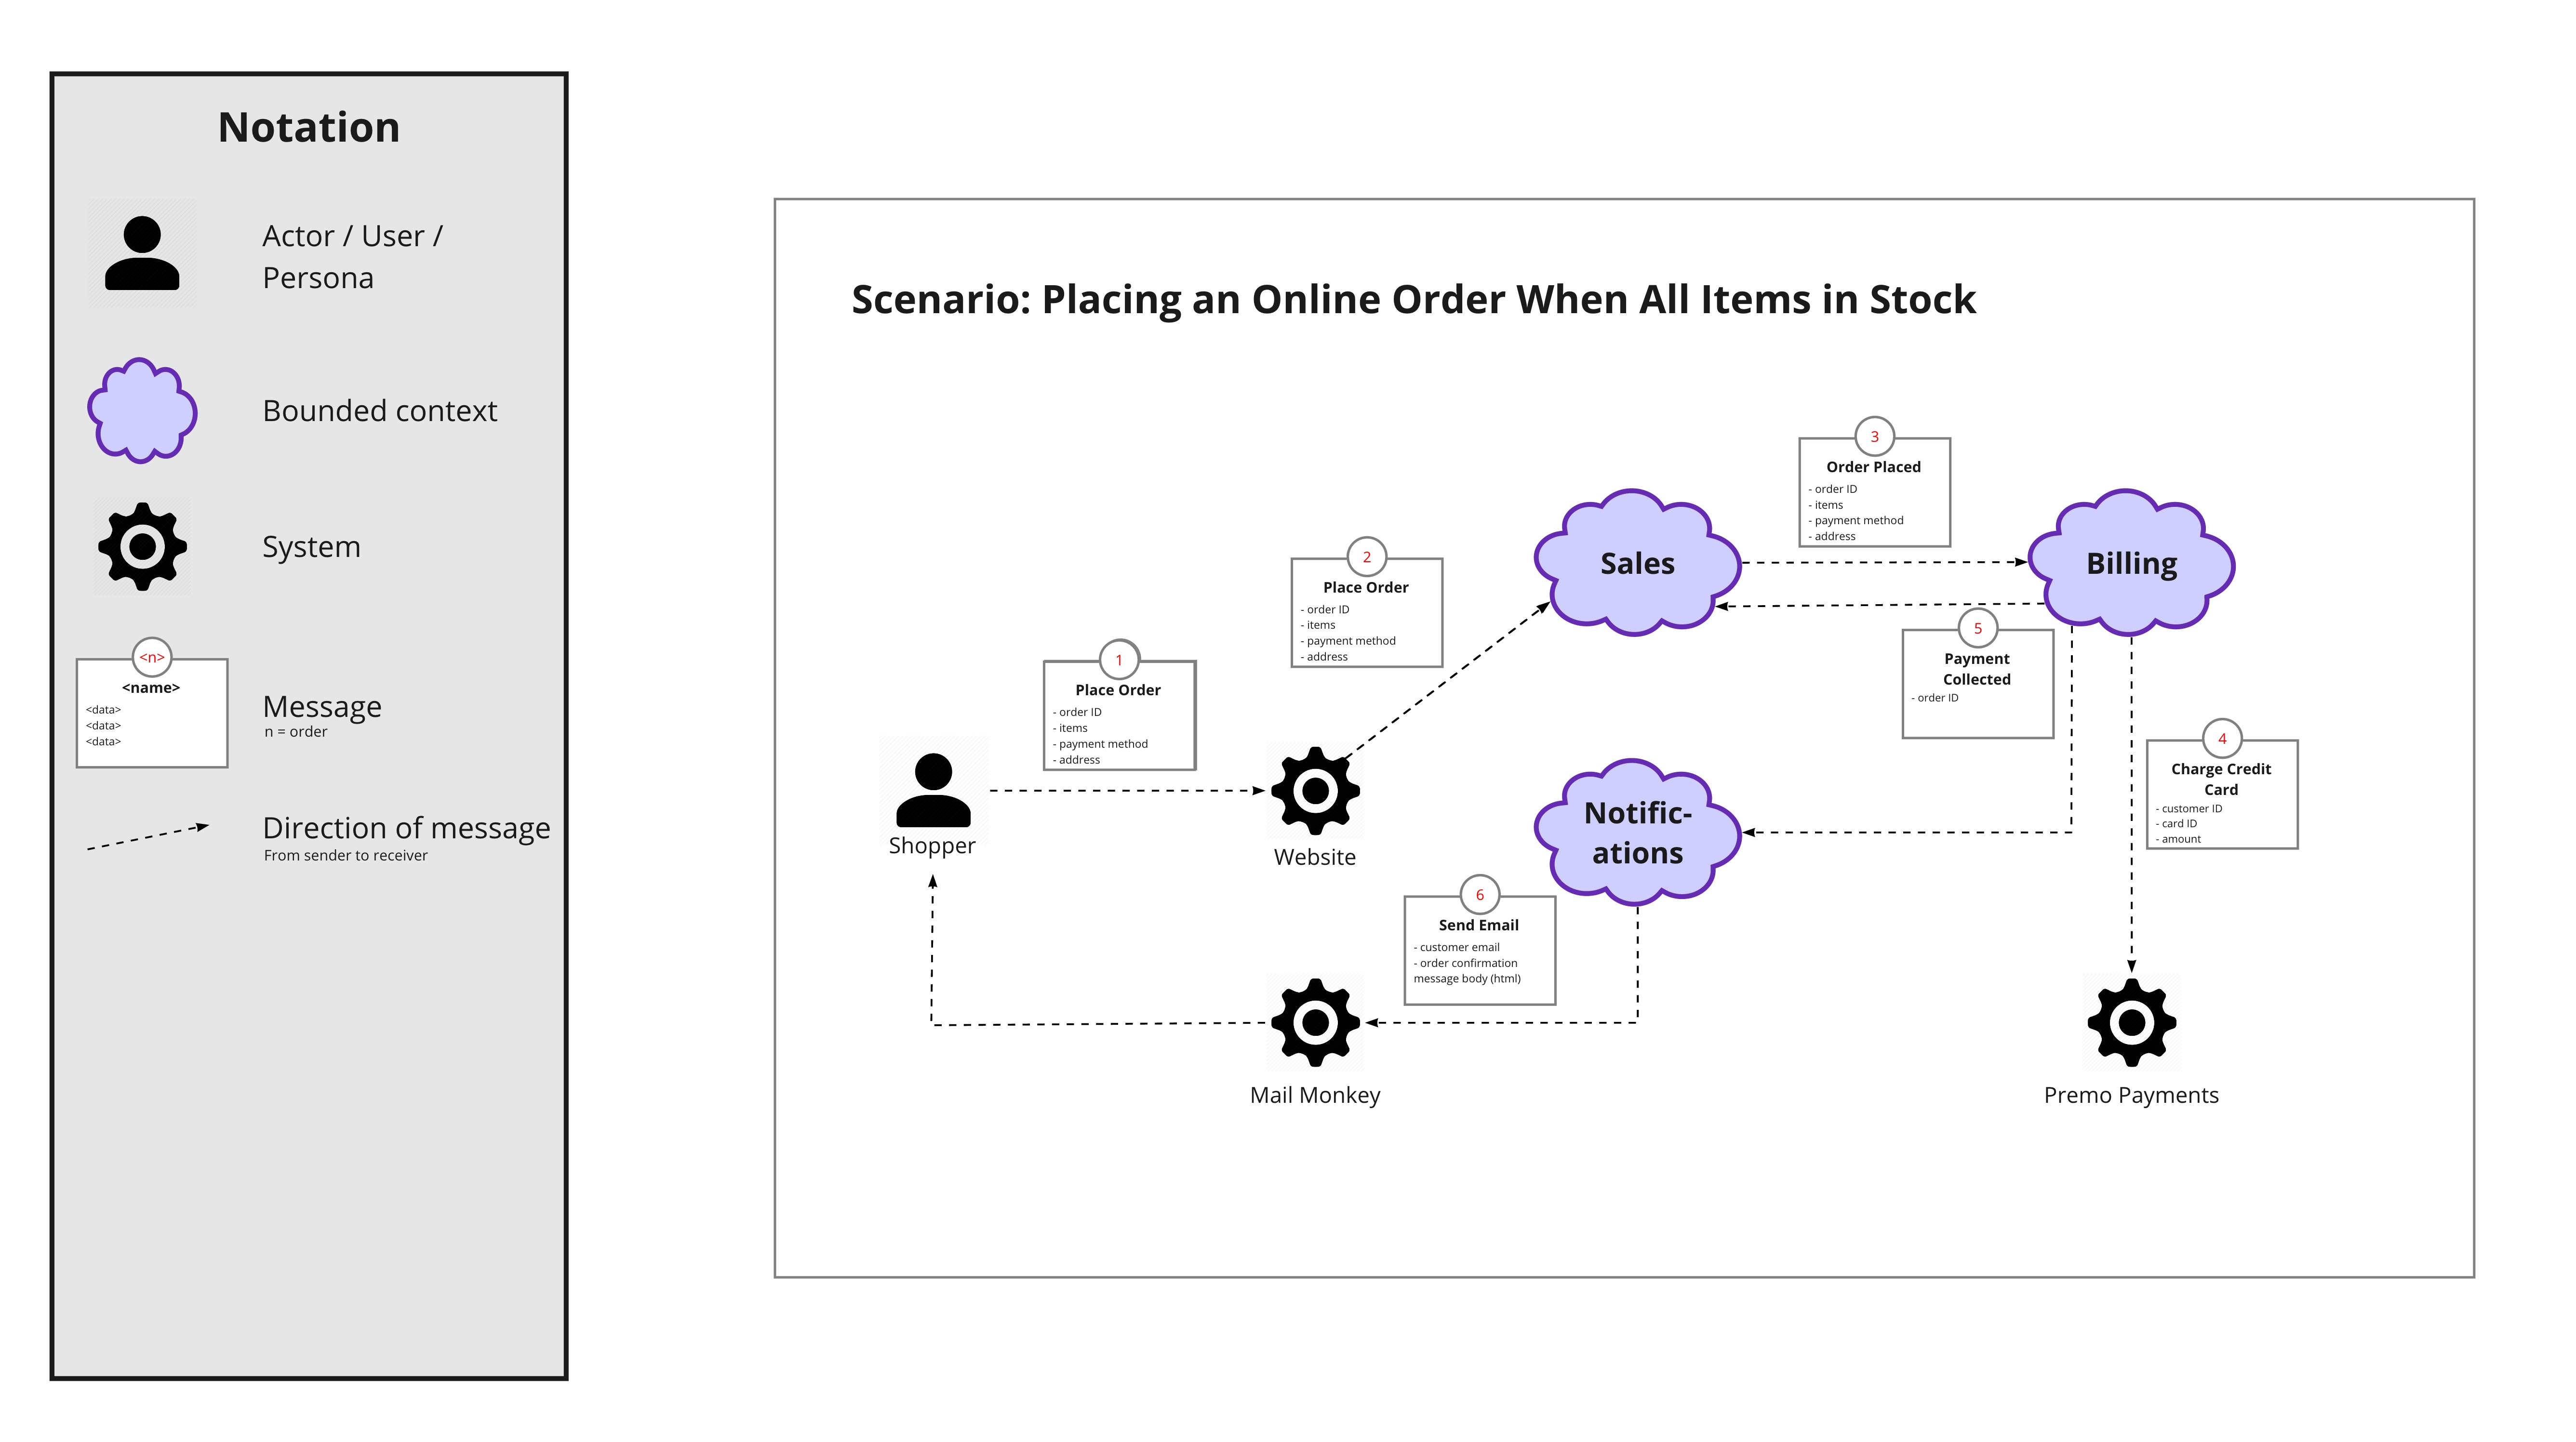 Notation
Actor / User /
Persona
Bounded context
System
<n>
<name>
<data>
<data>
<data>
Message
n = order
Direction of message
From sender to receiver
Scenario: Placing an Online Order When All Items in Stock
1
Place Order
- order ID
- items
- payment method
- address
Shopper
Website
2
Place Order
- order ID
- items
- payment method
- address
Sales
3
Order Placed
- order ID
- items
- payment method
- address
Billing
5
Payment
Collected
- order ID
4
Charge Credit
Card
- customer ID
- card ID
- amount
Notific-
ations
6
Send Email
- customer email
- order confirmation
message body (html)
Mail Monkey
Premo Payments